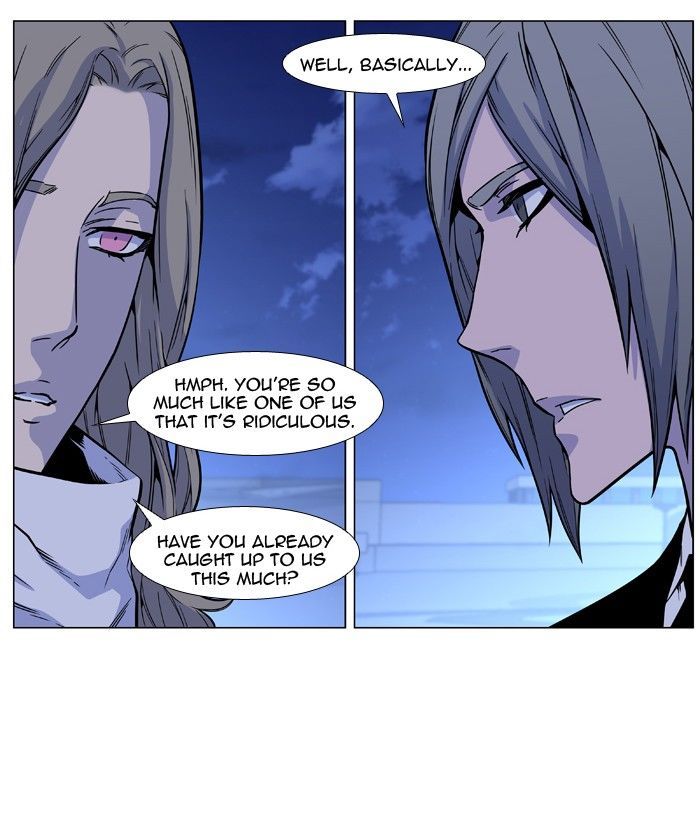 WELL, BASICALLY...
HMPH. YOU'RE SO
MUCH LIKE ONE OF US
THAT IT'S RIDICULOUS.
HAVE YOU ALREADY
CAUGHT UP TO US
THIS MUCH?